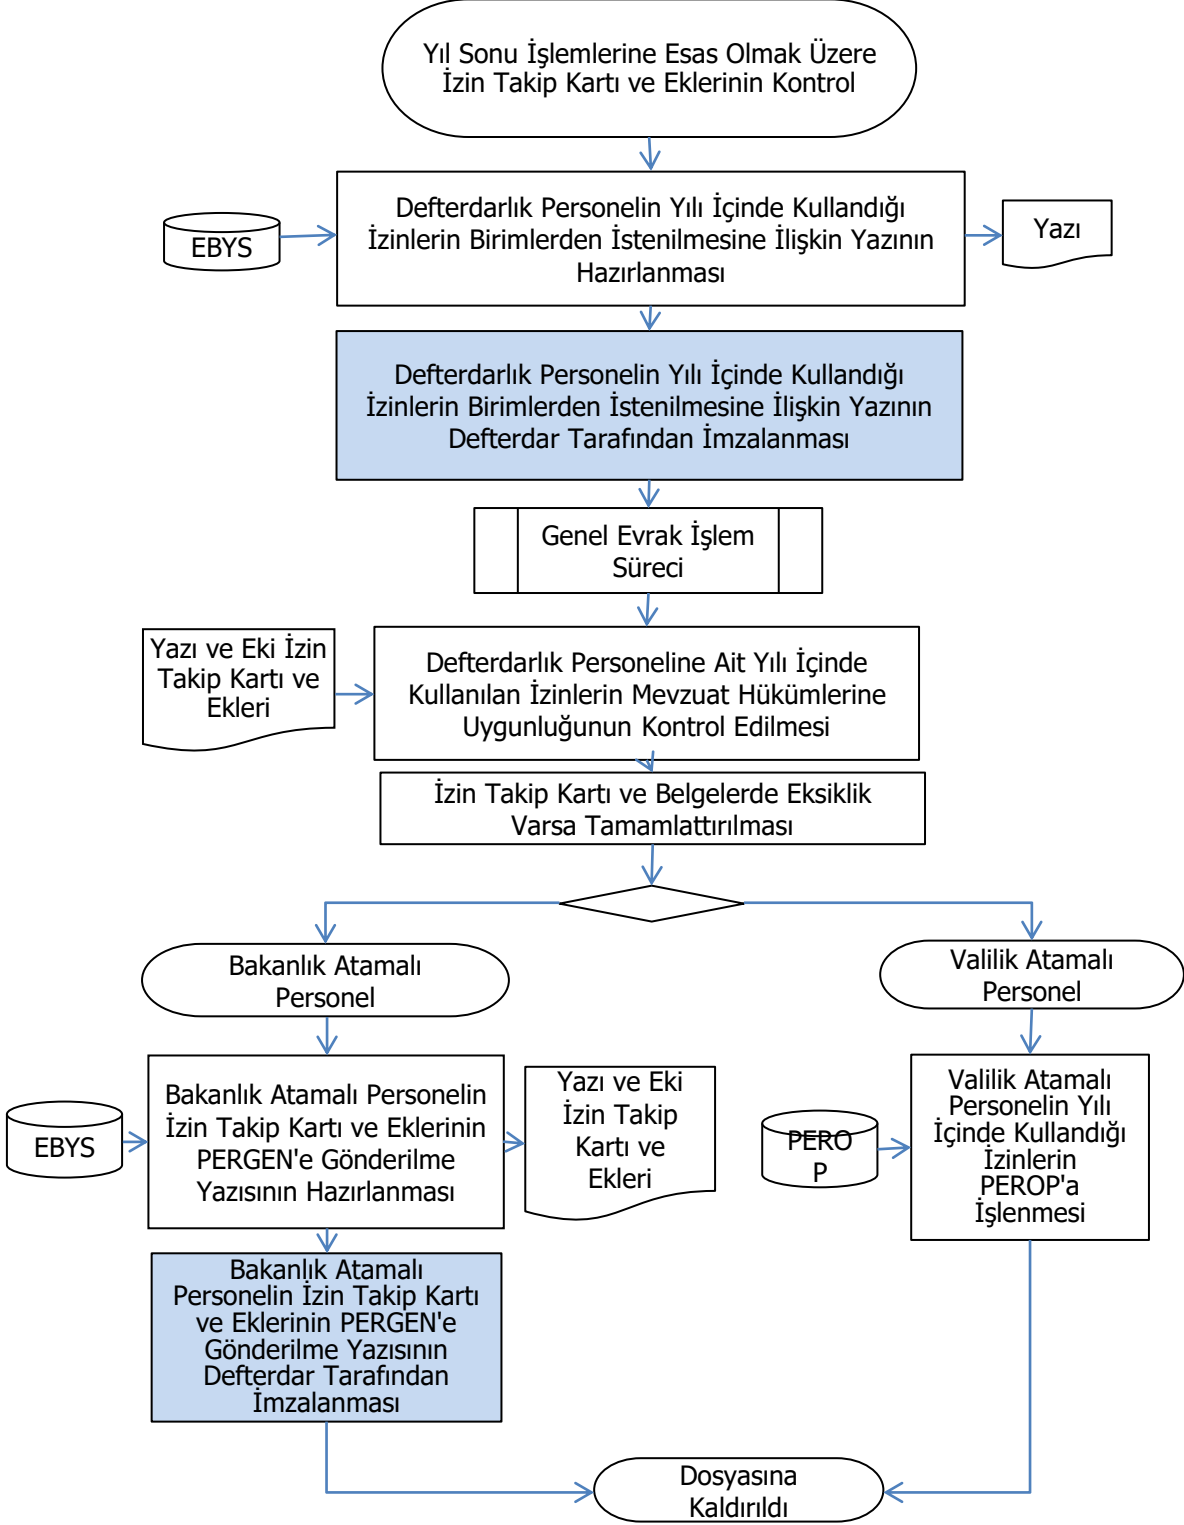 Yıl Sonu İşlemlerine Esas Olmak Üzere
İzin Takip Kartı ve Eklerinin Kontrol
EBYS
Defterdarlık Personelin Yılı İçinde Kullandığı
İzinlerin Birimlerden İstenilmesine İlişkin Yazının
Hazırlanması
Yazı
Defterdarlık Personelin Yılı İçinde Kullandığı
İzinlerin Birimlerden İstenilmesine İlişkin Yazının
Defterdar Tarafından İmzalanması
Genel Evrak İşlem
Süreci
Yazı ve Eki İzin
Takip Kartı ve
Ekleri
Defterdarlık Personeline Ait Yılı İçinde
Kullanılan İzinlerin Mevzuat Hükümlerine
Uygunluğunun Kontrol Edilmesi
İzin Takip Kartı ve Belgelerde Eksiklik
Varsa Tamamlattırılması
Bakanlık Atamalı
Personel
Valilik Atamalı
Personel
EBYS
Bakanlık Atamalı Personelin
İzin Takip Kartı ve Eklerinin
PERGEN'e Gönderilme
Yazısının Hazırlanması
Yazı ve Eki
İzin Takip
Kartı ve
Ekleri
PERO
P
Valilik Atamalı
Personelin Yılı
İçinde Kullandığı
İzinlerin
PEROP'a
İşlenmesi
Bakanlık Atamalı
Personelin İzin Takip Kartı
ve Eklerinin PERGEN'e
Gönderilme Yazısının
Defterdar Tarafından
İmzalanması
Dosyasına
Kaldırıldı